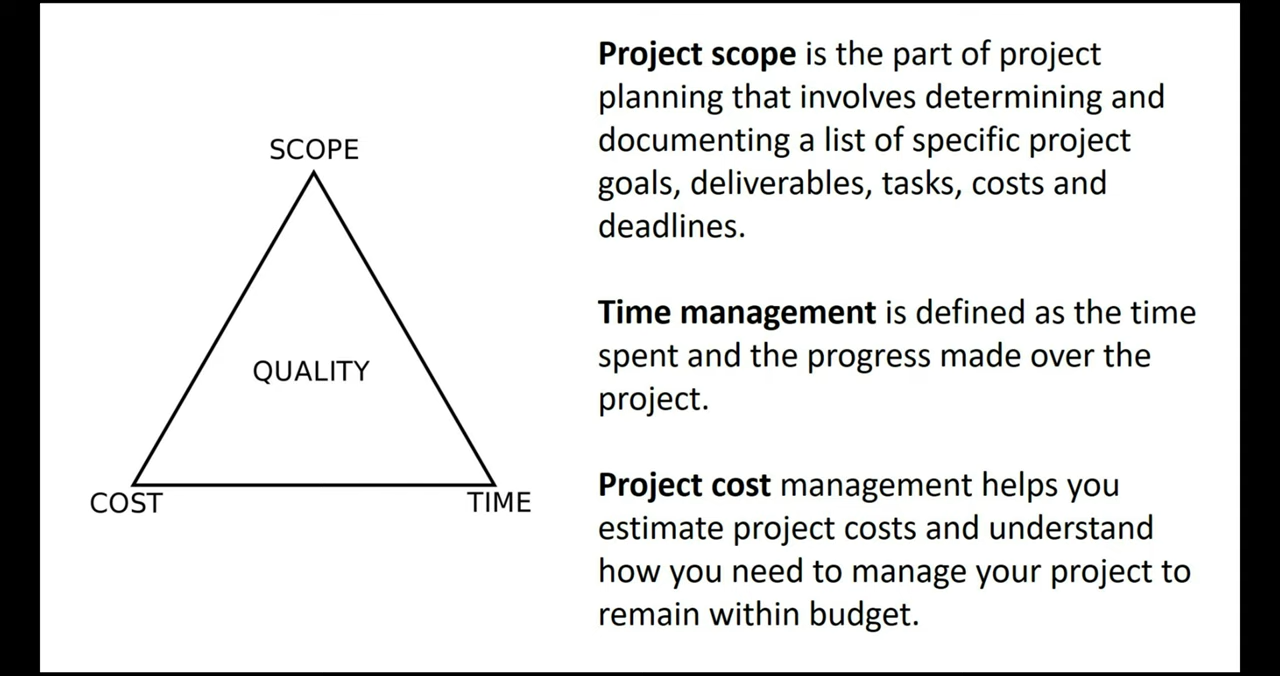 SCOPE
QUALITY
COST
TIME
Project scope is the part of project
planning that involves determining and
documenting a list of specific project
goals, deliverables, tasks, costs and
deadlines.
Time management is defined as the time
spent and the progress made over the
project.
Project cost management helps you
estimate project costs and understand
how you need to manage your project to
remain within budget.